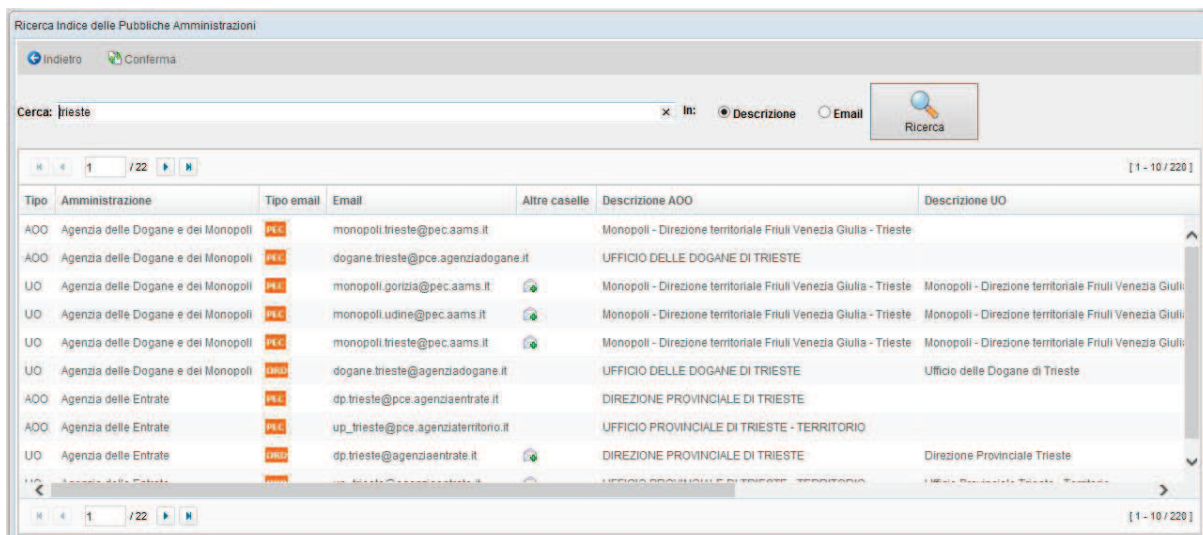 Ricerca Indice delle Pubbliche Amministrazioni
Indietro Conferma
Cerca: trieste × In: Descrizione Email Ricerca
1 / 22 [ 1 - 10 / 220 ]
Tipo Amministrazione Tipo email Email Altre caselle Descrizione AOO Descrizione UO
AOO Agenzia delle Dogane e dei Monopoli PEC monopoli.trieste@pec.aams.it Monopoli - Direzione territoriale Friuli Venezia Giulia - Trieste
AOO Agenzia delle Dogane e dei Monopoli PEC dogane.trieste@pce.agenziadogane.it UFFICIO DELLE DOGANE DI TRIESTE
UO Agenzia delle Dogane e dei Monopoli PEC monopoli.gorizia@pec.aams.it Monopoli - Direzione territoriale Friuli Venezia Giulia - Trieste Monopoli - Direzione territoriale Friuli Venezia Giuli
UO Agenzia delle Dogane e dei Monopoli PEC monopoli.udine@pec.aams.it Monopoli - Direzione territoriale Friuli Venezia Giulia - Trieste Monopoli - Direzione territoriale Friuli Venezia Giuli
UO Agenzia delle Dogane e dei Monopoli PEC monopoli.trieste@pec.aams.it Monopoli - Direzione territoriale Friuli Venezia Giulia - Trieste Monopoli - Direzione territoriale Friuli Venezia Giuli
UO Agenzia delle Dogane e dei Monopoli ORD dogane.trieste@agenziadogane.it UFFICIO DELLE DOGANE DI TRIESTE Ufficio delle Dogane di Trieste
AOO Agenzia delle Entrate PEC dp.trieste@pce.agenziaentrate.it DIREZIONE PROVINCIALE DI TRIESTE
AOO Agenzia delle Entrate PEC up_trieste@pce.agenziaterritorio.it UFFICIO PROVINCIALE DI TRIESTE - TERRITORIO
UO Agenzia delle Entrate ORD dp.trieste@agenziaentrate.it DIREZIONE PROVINCIALE DI TRIESTE Direzione Provinciale Trieste
1 / 22 [ 1 - 10 / 220 ]